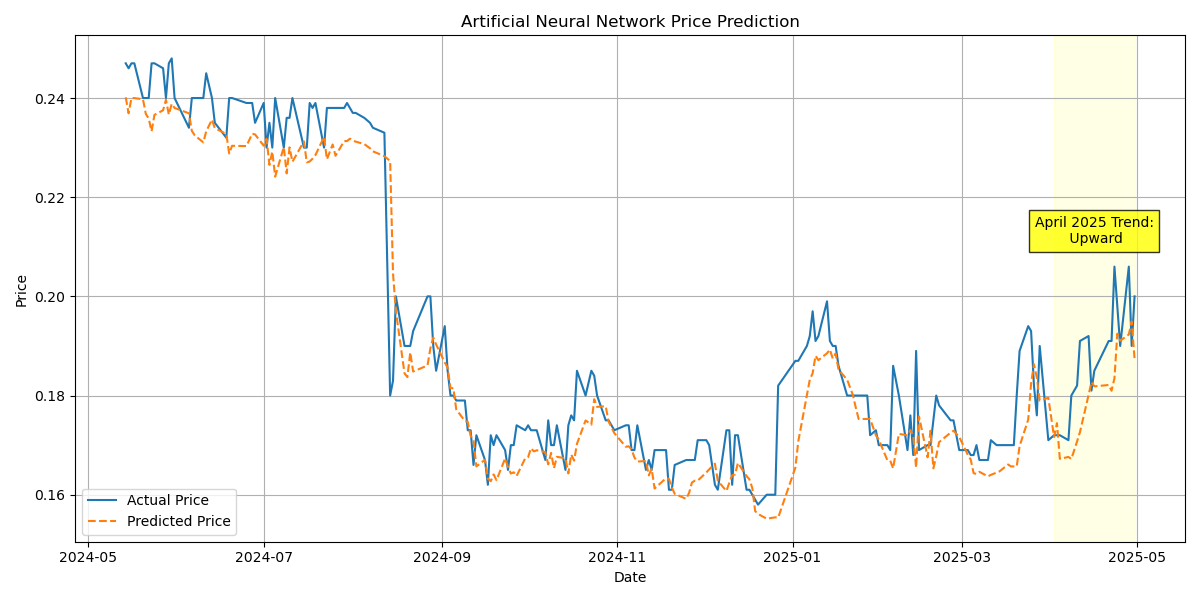 Artificial Neural Network Price Prediction
Price
0.24
0.22
0.20
0.18
0.16
April 2025 Trend:
Upward
Actual Price
Predicted Price
2024-05
2024-07
2024-09
2024-11
2025-01
2025-03
2025-05
Date